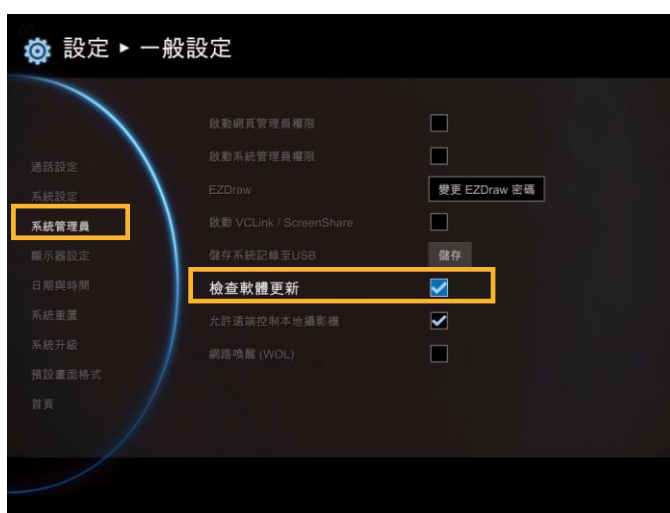 設定 ▸ 一般設定
通話設定
系統設定
系統管理員
顯示器設定
日期與時間
系統重置
系統升級
預設畫面格式
首頁
啟動網頁管理員權限
啟動系統管理員權限
EZDraw 變更 EZDraw 密碼
啟動 VCLink / ScreenShare
儲存系統記錄至USB 儲存
檢查軟體更新
允許遠端控制本地攝影機
網路喚醒 (WOL)